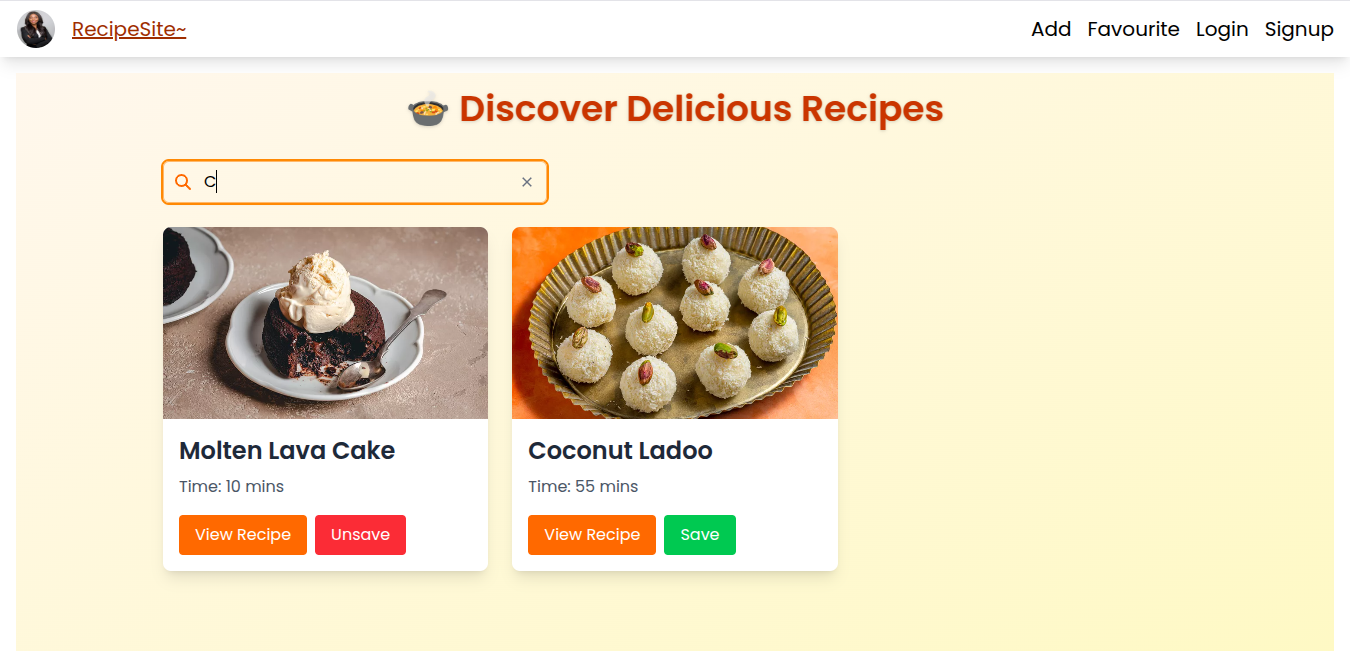 RecipeSite~ Add Favourite Login Signup
Discover Delicious Recipes
C
Molten Lava Cake
Time: 10 mins
View Recipe Unsave
Coconut Ladoo
Time: 55 mins
View Recipe Save